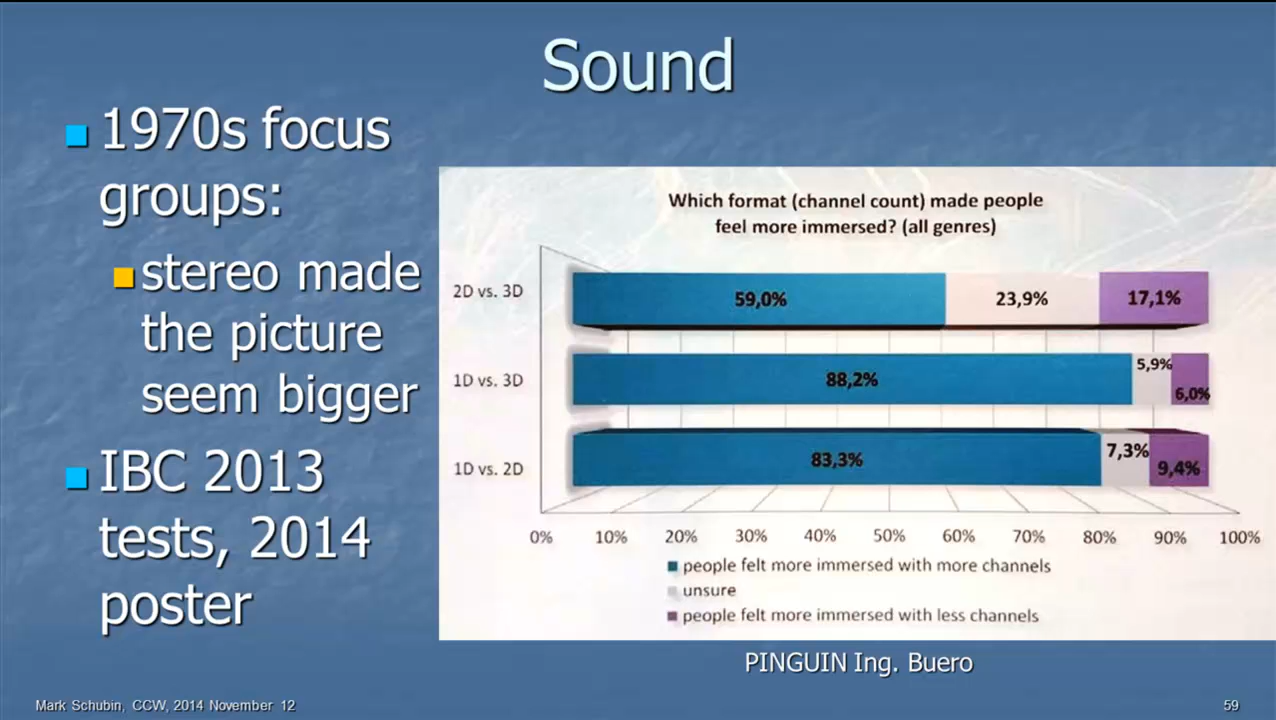 Sound
1970s focus
groups:
stereo made
the picture
seem bigger
IBC 2013
tests, 2014
poster
Which format (channel count) made people
feel more immersed? (all genres)
2D vs. 3D
59,0%
23,9%
17,1%
1D vs. 3D
88,2%
5,9%
6,0%
1D vs. 2D
83,3%
7,3%
9,4%
0% 10% 20% 30% 40% 50% 60% 70% 80% 90% 100%
people felt more immersed with more channels
unsure
people felt more immersed with less channels
PINGUIN Ing. Buero
Mark Schubin, CCW, 2014 November 12
59